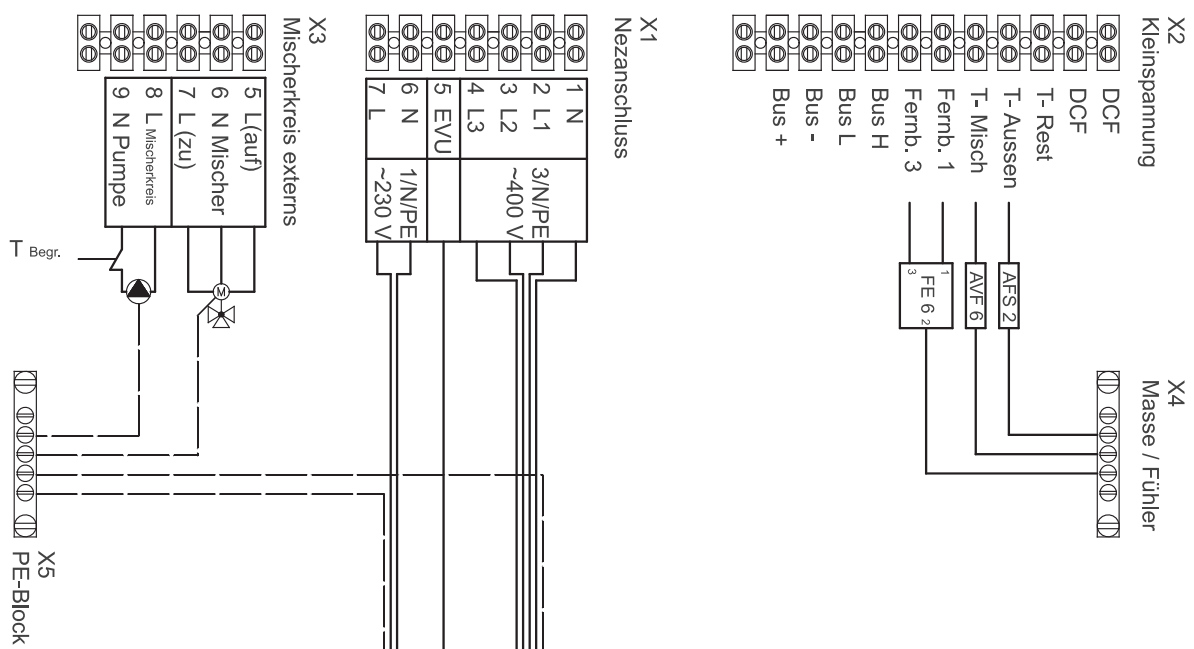 X2
Kleinspannung
DCF
DCF
T- Rest
T- Aussen
T- Misch
Fernb. 1
Fernb. 3
Bus H
Bus L
Bus -
Bus +
AFS 2
AVF 6
1
FE 6
3
2
X4
Masse / Fühler
X1
Nezanschluss
1 N
2 L1
3 L2
4 L3
5 EVU
6 N
7 L
3/N/PE
~400 V
1/N/PE
~230 V
X3
Mischerkreis externs
5 L(auf)
6 N Mischer
7 L (zu)
8 L Mischerkreis
9 N Pumpe
M
T Begr.
X5
PE-Block